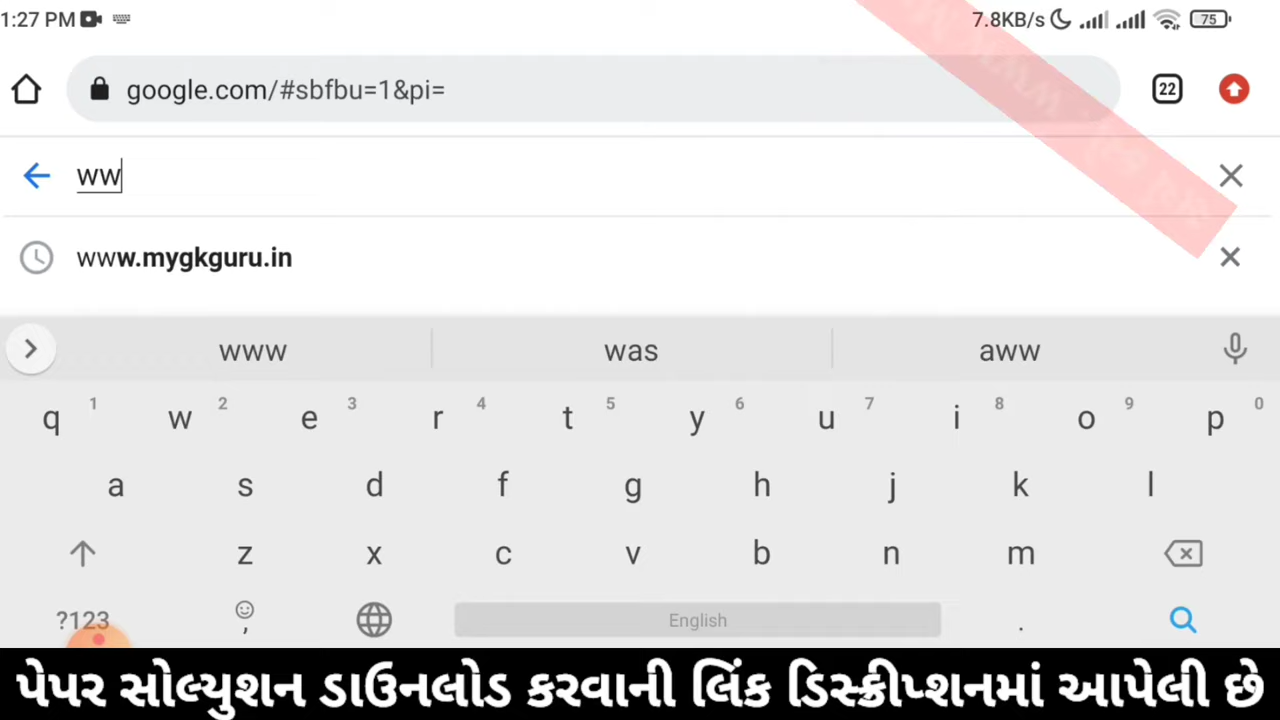 1:27 PM 7.8KB/s 75
google.com/#sbfbu=1&pi= 22
ww
www.mygkguru.in
www was aww
q 1 w 2 e 3 r 4 t 5 y 6 u 7 i 8 o 9 p 0
a s d f g h j k l
z x c v b n m
?123 , English .
પેપર સોલ્યુશન ડાઉનલોડ કરવાની લિંક ડિસ્ક્રીપ્શનમાં આપેલી છે